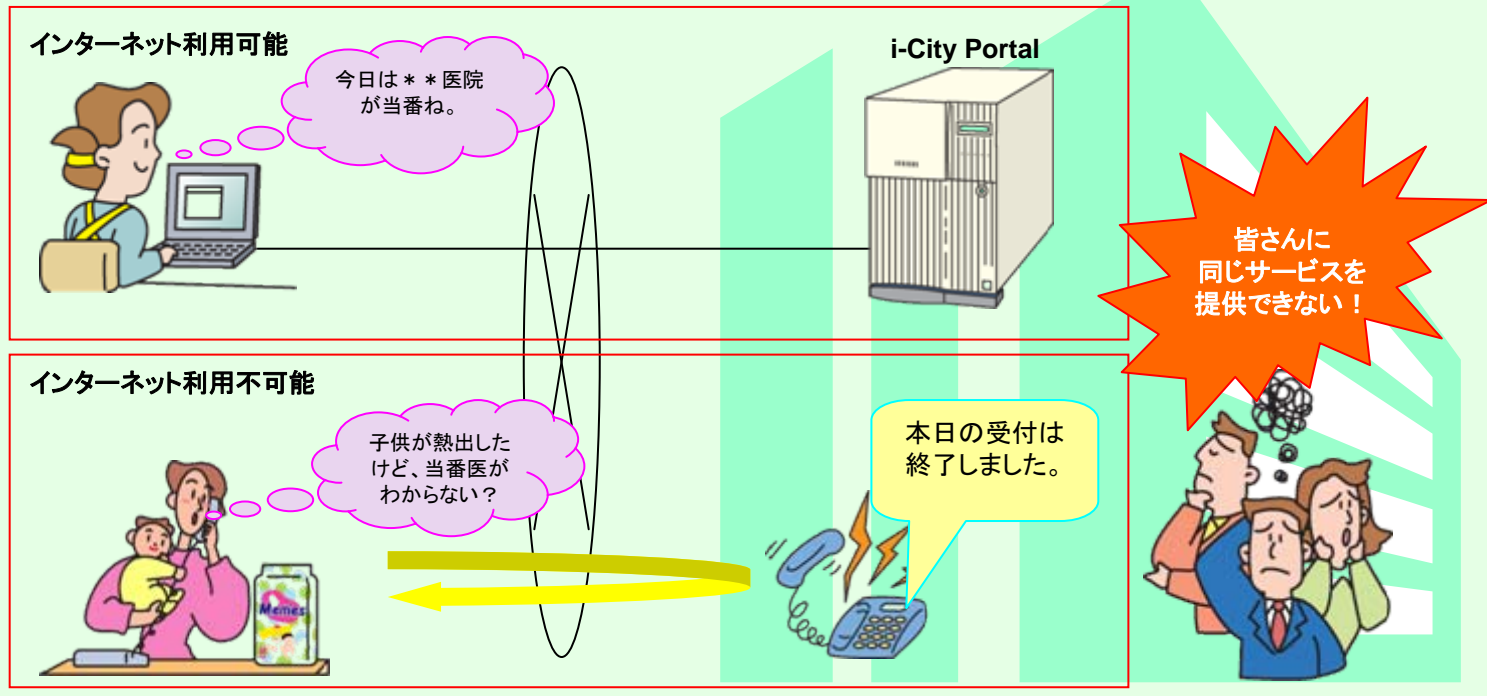 インターネット利用可能
今日は＊＊医院
が当番ね。
i-City Portal
皆さんに
同じサービスを
提供できない！
インターネット利用不可能
子供が熱出した
けど、当番医が
わからない？
本日の受付は
終了しました。
Memes